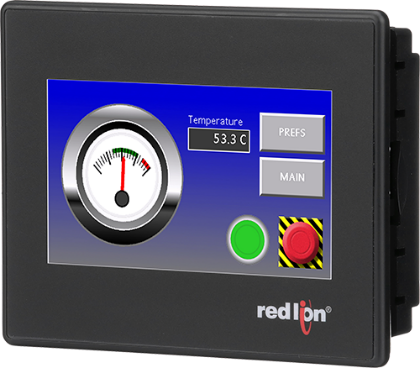 Temperature
53.3 C
PREFS
MAIN
red lion®